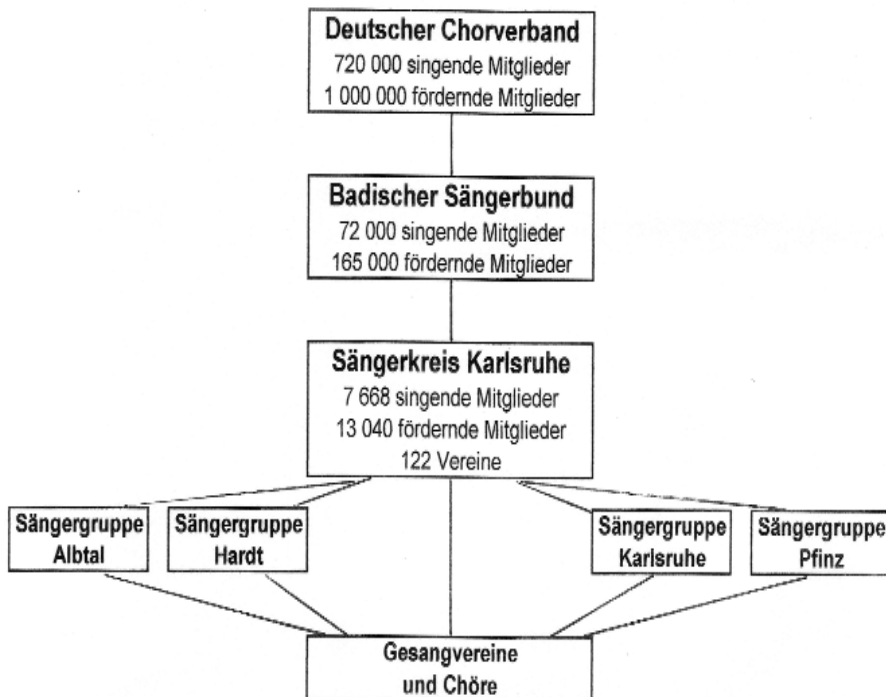 Deutscher Chorverband
720 000 singende Mitglieder
1 000 000 fördernde Mitglieder
Badischer Sängerbund
72 000 singende Mitglieder
165 000 fördernde Mitglieder
Sängerkreis Karlsruhe
7 668 singende Mitglieder
13 040 fördernde Mitglieder
122 Vereine
Sängergruppe
Albtal
Sängergruppe
Hardt
Sängergruppe
Karlsruhe
Sängergruppe
Pfinz
Gesangvereine
und Chöre